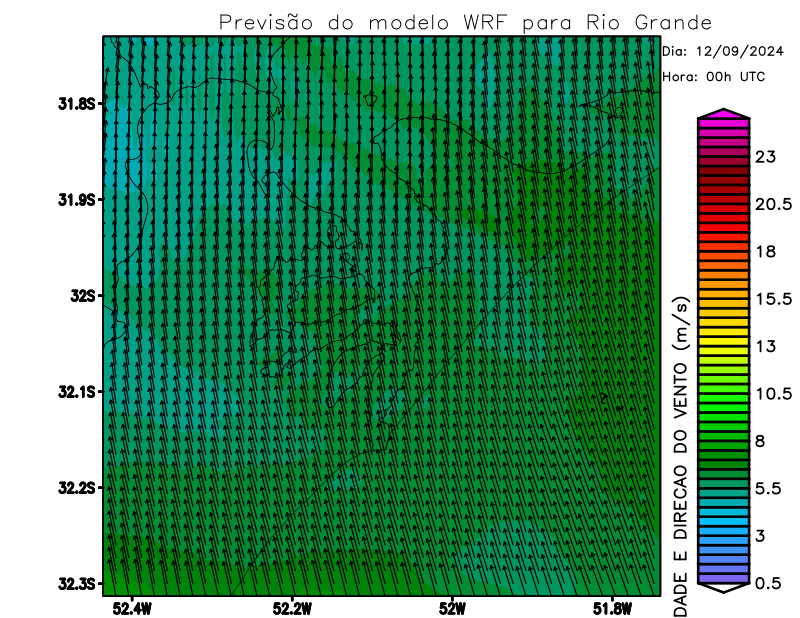 Previsão do modelo WRF para Rio Grande
Dia: 12/09/2024
Hora: 00h UTC
31.8S
31.9S
32S
32.1S
32.2S
32.3S
52.4W
52.2W
52W
51.8W
DADE E DIRECAO DO VENTO (m/s)
23
20.5
18
15.5
13
10.5
8
5.5
3
0.5